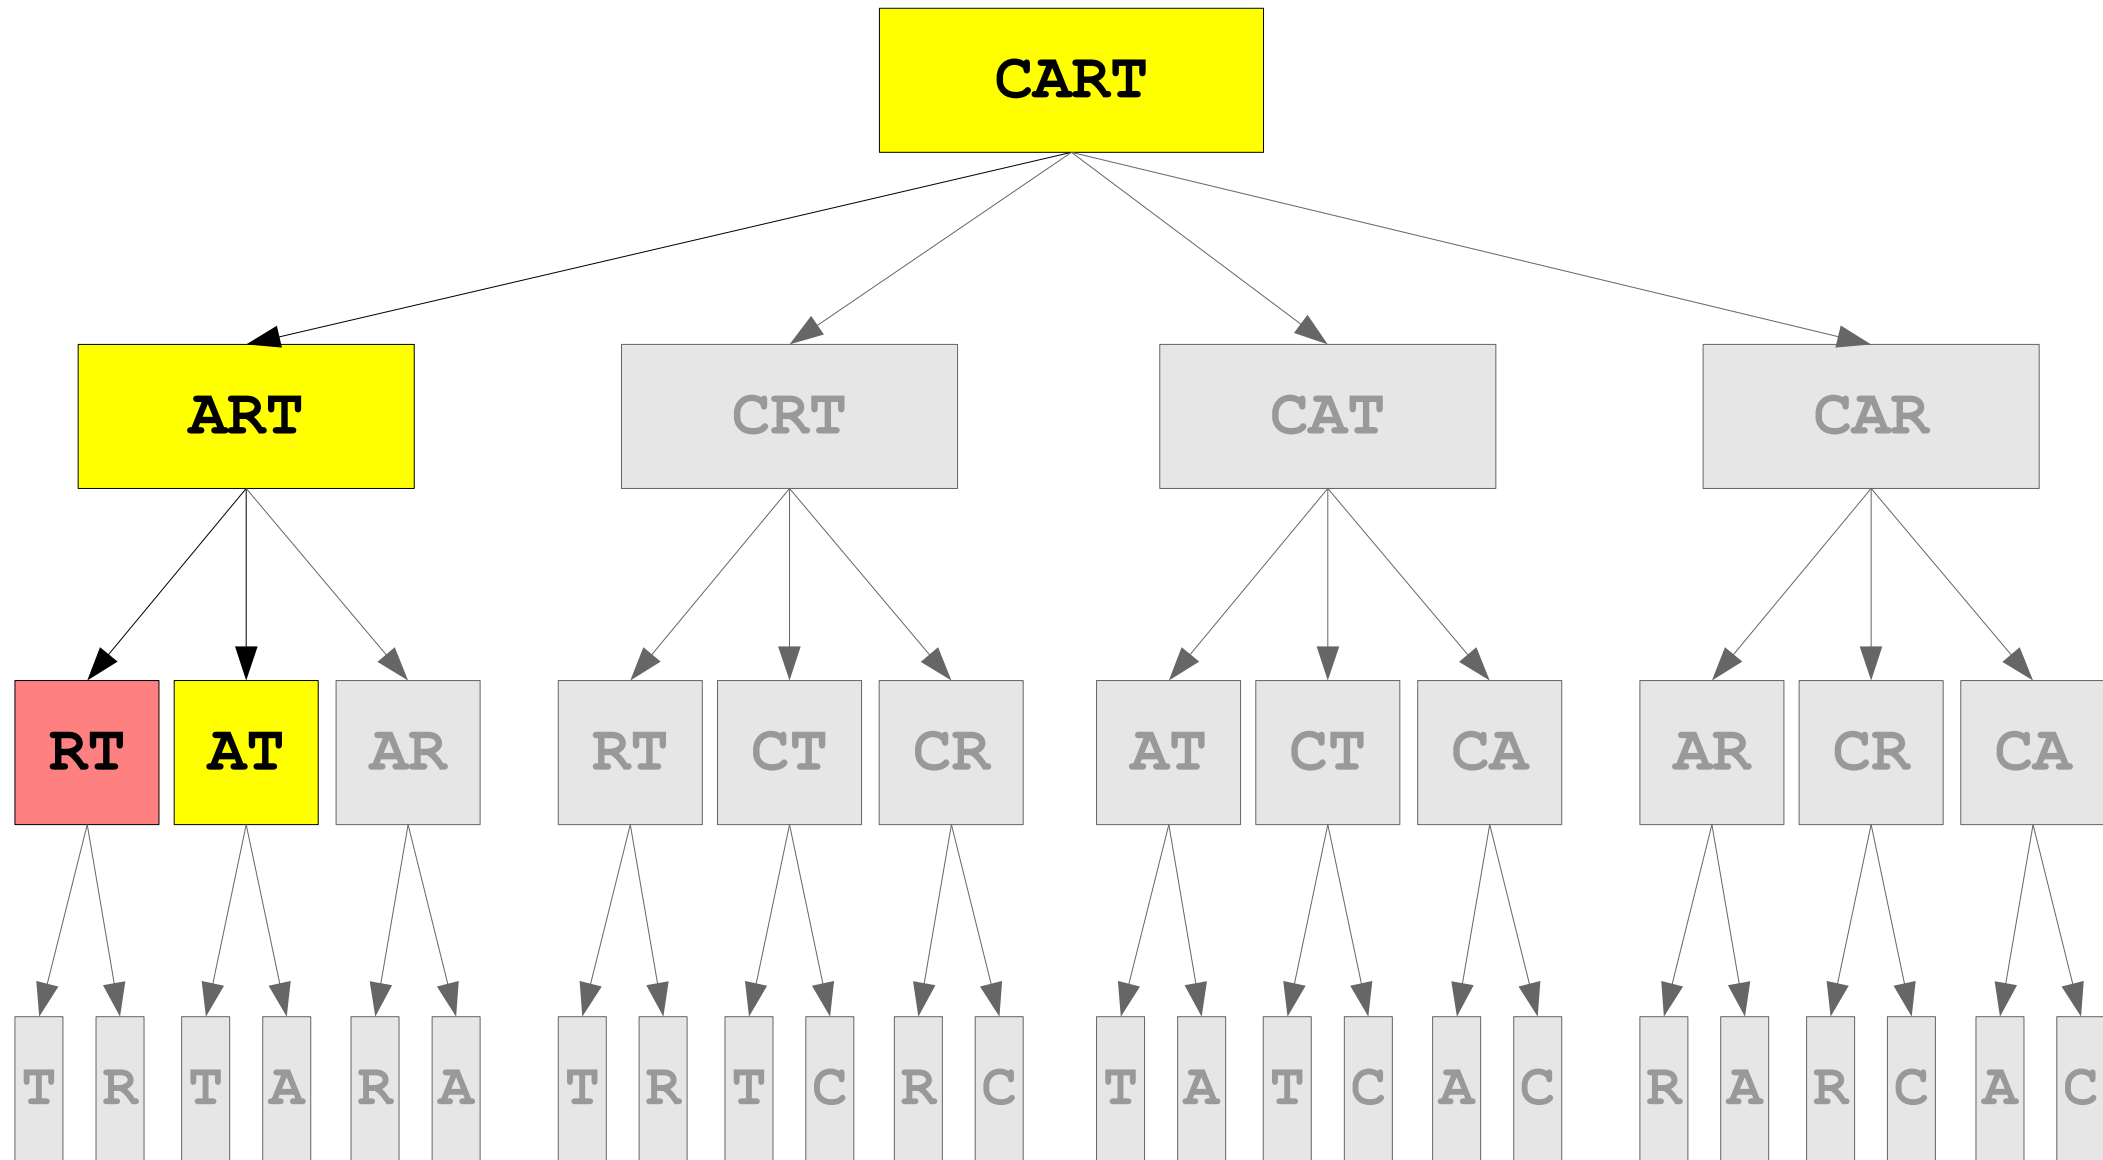 CART
ART CRT CAT CAR
RT AT AR RT CT CR AT CT CA AR CR CA
T R T A R A T R T C R C T A T C A C R A R C A C